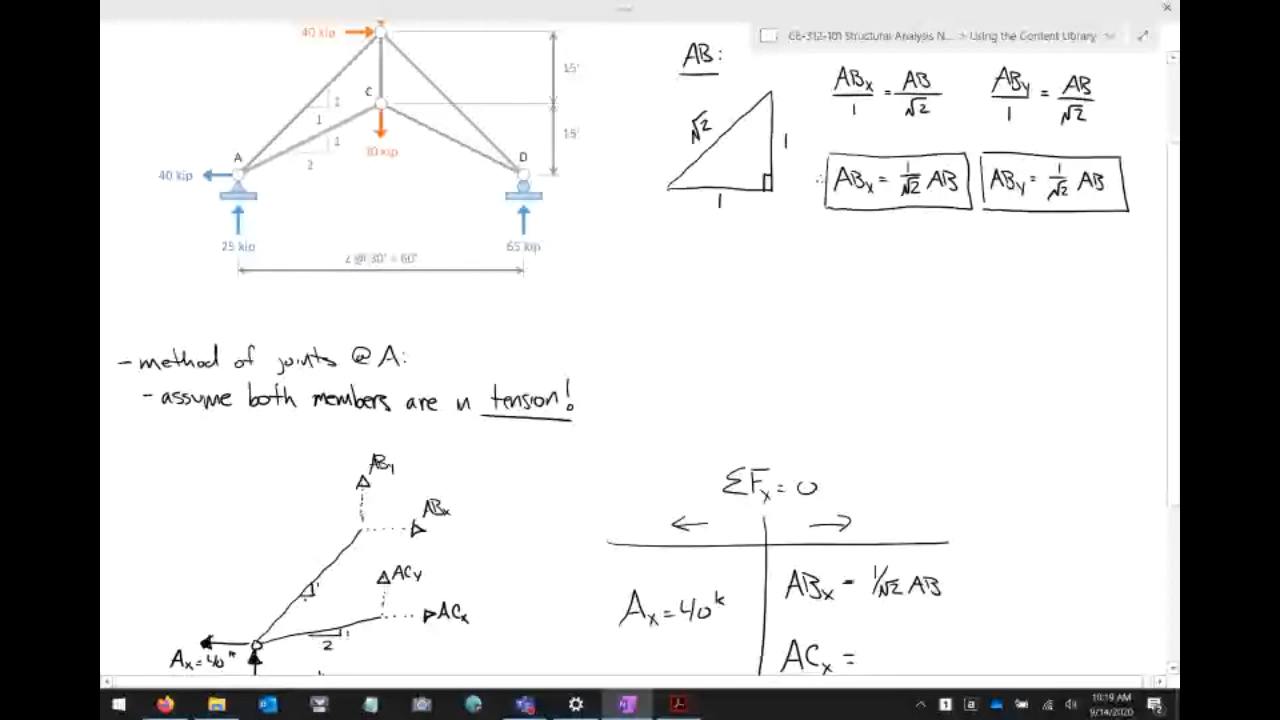 CE-312-101 Structural Analysis N... > Using the Content Library
40 kip
15'
C
1
1
1
2
15'
30 kip
A
D
40 kip
25 kip
65 kip
2 @ 30' = 60'
AB:
√2
1
1
ABx/1 = AB/√2
ABy/1 = AB/√2
∴ ABx = 1/√2 AB
ABy = 1/√2 AB
- method of joints @ A:
- assume both members are in tension!
ABy
ABx
ACy
ACx
1
1
2
Ax = 40k
ΣFx = 0
← →
Ax = 40k
ABx = 1/√2 AB
ACx =
10:19 AM
9/14/2020